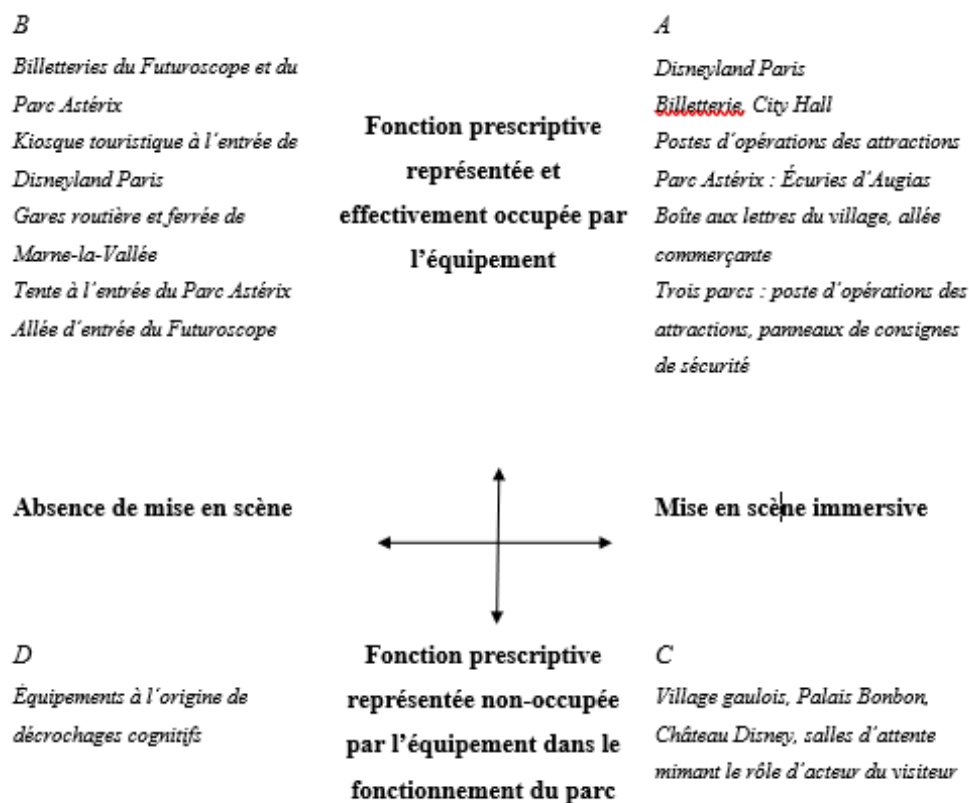 B
Billetteries du Futuroscope et du
Parc Astérix
Kiosque touristique à l'entrée de
Disneyland Paris
Gares routière et ferrée de
Marne-la-Vallée
Tente à l'entrée du Parc Astérix
Allée d'entrée du Futuroscope
Fonction prescriptive
représentée et
effectivement occupée par
l'équipement
A
Disneyland Paris
Billetterie, City Hall
Postes d'opérations des attractions
Parc Astérix : Écuries d'Augias
Boîte aux lettres du village, allée
commerçante
Trois parcs : poste d'opérations des
attractions, panneaux de consignes
de sécurité
Absence de mise en scène
Mise en scène immersive
D
Équipements à l'origine de
décrochages cognitifs
Fonction prescriptive
représentée non-occupée
par l'équipement dans le
fonctionnement du parc
C
Village gaulois, Palais Bonbon,
Château Disney, salles d'attente
mimant le rôle d'acteur du visiteur